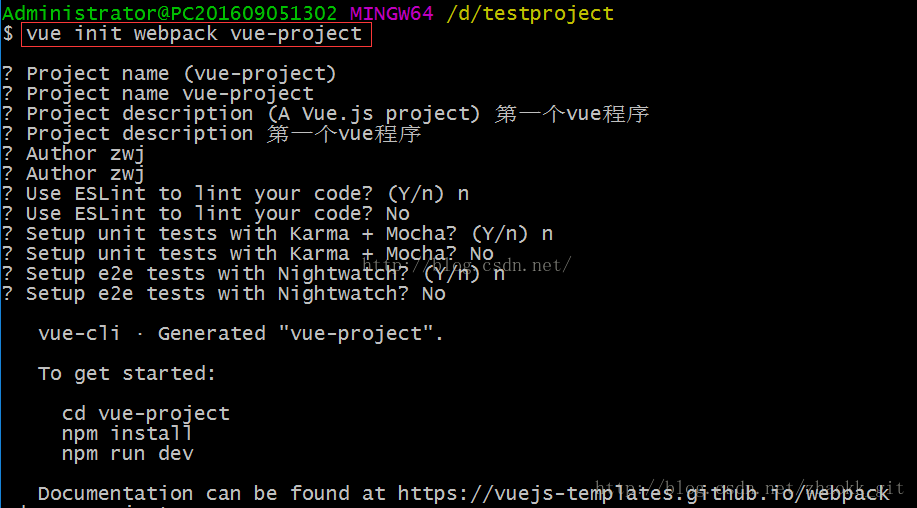 Administrator@PC201609051302 MINGW64 /d/testproject
$ vue init webpack vue-project
? Project name (vue-project)
? Project name vue-project
? Project description (A Vue.js project) 第一个vue程序
? Project description 第一个vue程序
? Author zwj
? Author zwj
? Use ESLint to lint your code? (Y/n) n
? Use ESLint to lint your code? No
? Setup unit tests with Karma + Mocha? (Y/n) n
? Setup unit tests with Karma + Mocha? No
http://blog.csdn.net/
? Setup e2e tests with Nightwatch? (Y/n) n
? Setup e2e tests with Nightwatch? No
vue-cli · Generated "vue-project".
To get started:
cd vue-project
npm install
npm run dev
http://blog.csdn.net/zhaokk_git
Documentation can be found at https://vuejs-templates.github.io/webpack